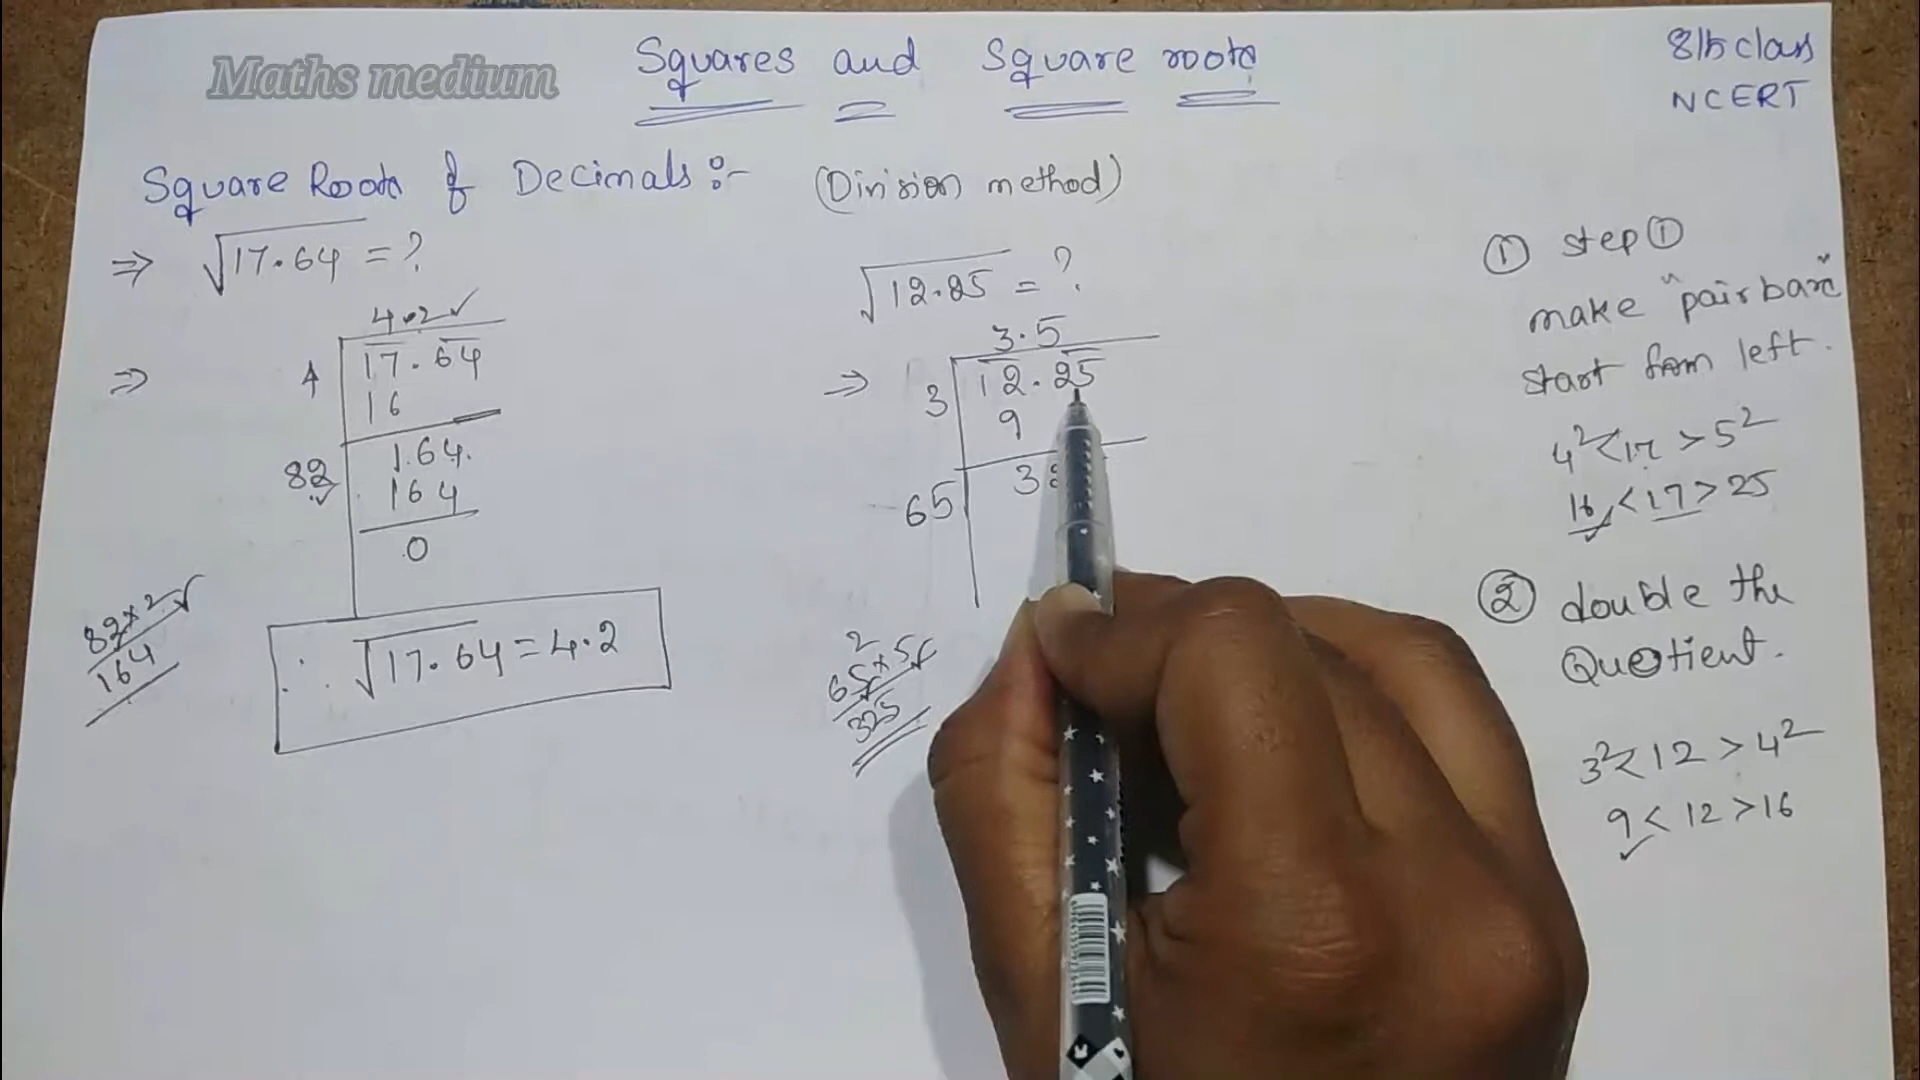 Maths medium
Squares and Square roots
8th class
NCERT
Square Roots of Decimals :- (Division method)
⇒ √17.64 = ?
4.2 ✓
⇒ 4 17.64
16
82 1.64.
164
0
82 × 2 ✓
164
∴ √17.64 = 4.2
√12.25 = ?
3.5
⇒ 3 12.25
9
65
2
65 × 5
325
① step ①
make "pair bars"
start from left.
4² < 17 > 5²
16 < 17 > 25
② double the
Quotient.
3² < 12 > 4²
9 < 12 > 16